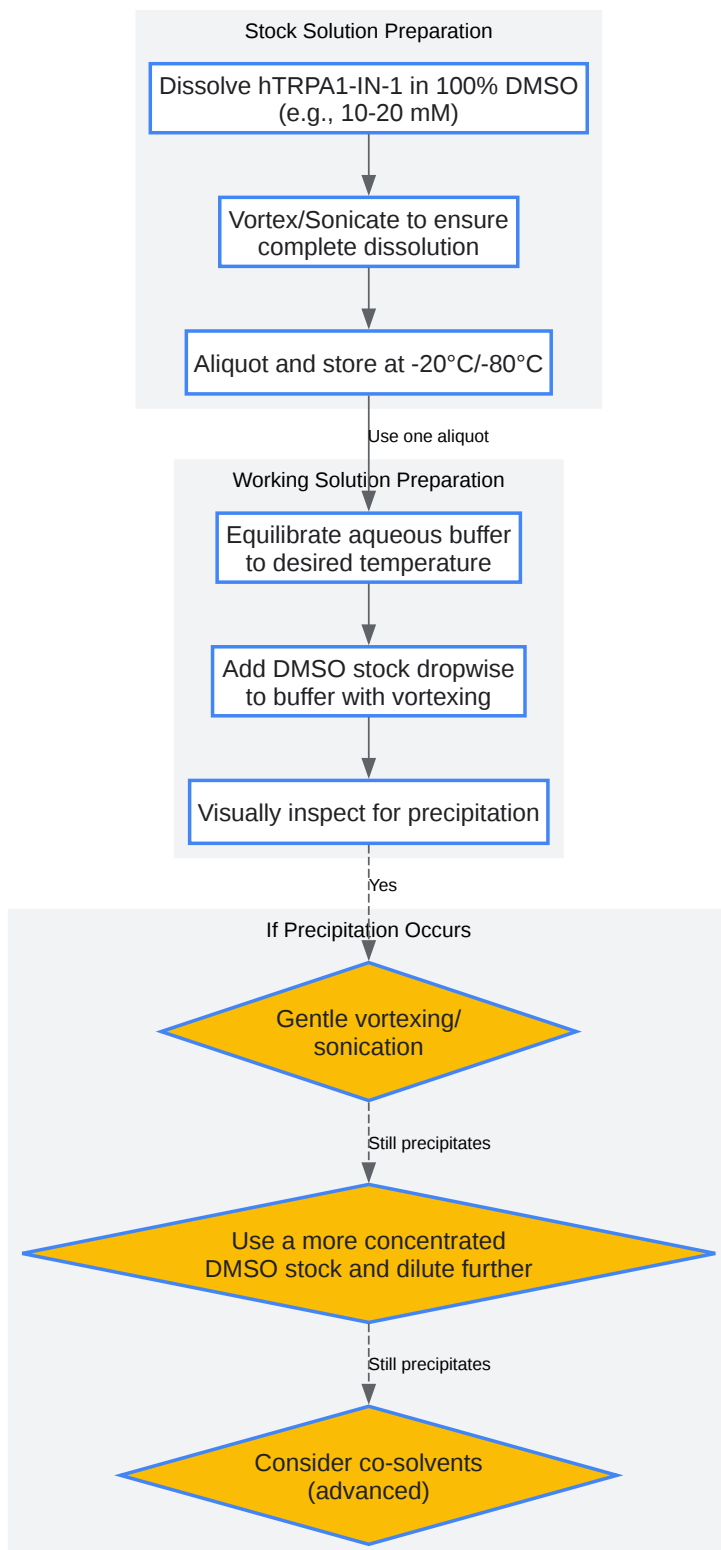 Stock Solution Preparation
Dissolve hTRPA1-IN-1 in 100% DMSO
(e.g., 10-20 mM)
Vortex/Sonicate to ensure
complete dissolution
Aliquot and store at -20°C/-80°C
Use one aliquot
Working Solution Preparation
Equilibrate aqueous buffer
to desired temperature
Add DMSO stock dropwise
to buffer with vortexing
Visually inspect for precipitation
Yes
If Precipitation Occurs
Gentle vortexing/
sonication
Still precipitates
Use a more concentrated
DMSO stock and dilute further
Still precipitates
Consider co-solvents
(advanced)